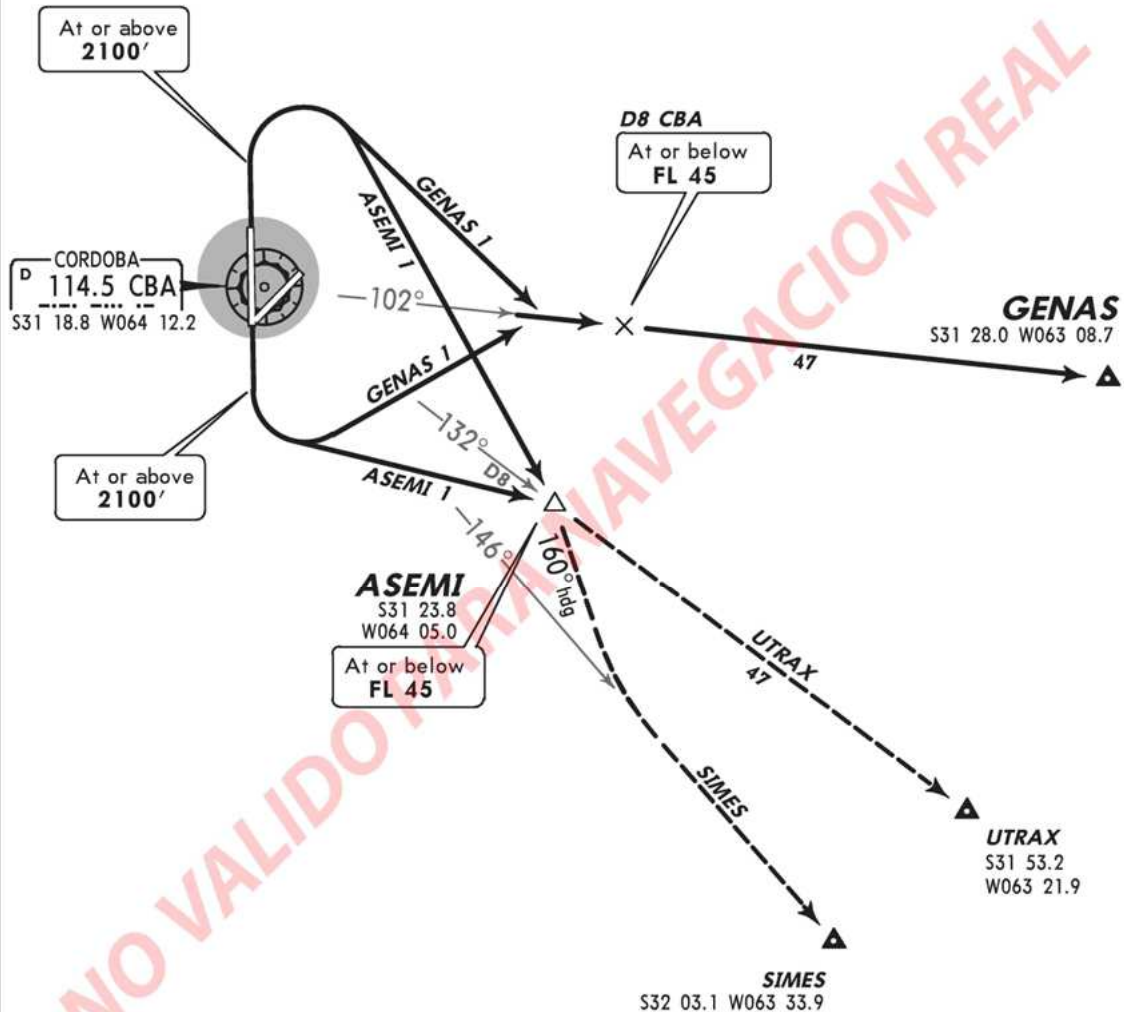 At or above
2100'
D8 CBA
At or below
FL 45
GENAS 1
ASEMI 1
CORDOBA
D 114.5 CBA
S31 18.8 W064 12.2
102°
GENAS
S31 28.0 W063 08.7
47
GENAS 1
132°
D8
ASEMI 1
At or above
2100'
146°
160° hdg
ASEMI
S31 23.8
W064 05.0
At or below
FL 45
UTRAX
47
SIMES
UTRAX
S31 53.2
W063 21.9
SIMES
S32 03.1 W063 33.9
NO VALIDO PARA NAVEGACION REAL